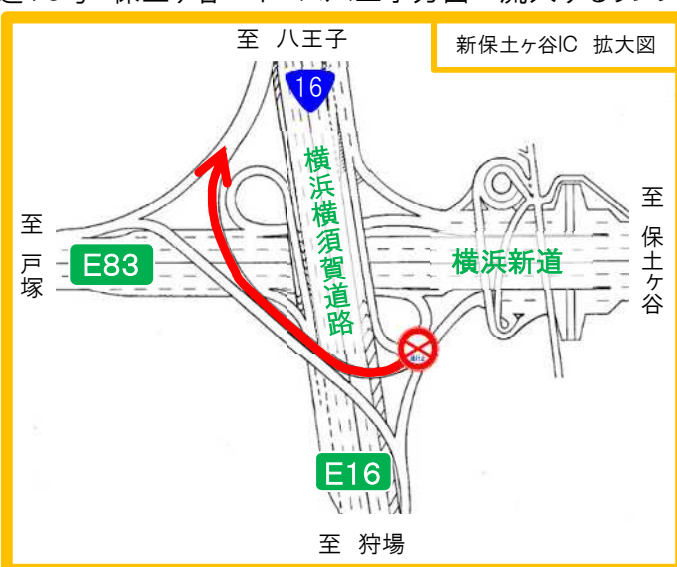 新保土ヶ谷IC 拡大図
至 八王子
16
横浜横須賀道路
至 戸塚
E83
横浜新道
至 保土ヶ谷
E16
至 狩場